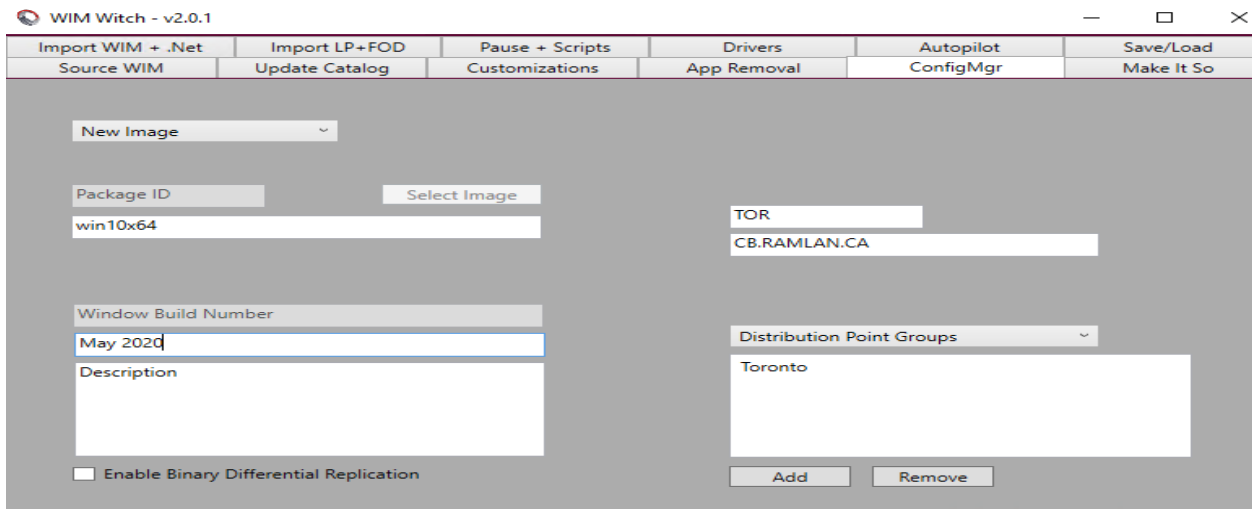 WIM Witch - v2.0.1
Import WIM + .Net Import LP+FOD Pause + Scripts Drivers Autopilot Save/Load
Source WIM Update Catalog Customizations App Removal ConfigMgr Make It So
New Image
Package ID Select Image
win10x64
TOR
CB.RAMLAN.CA
Window Build Number
May 2020
Description
Enable Binary Differential Replication
Distribution Point Groups
Toronto
Add Remove